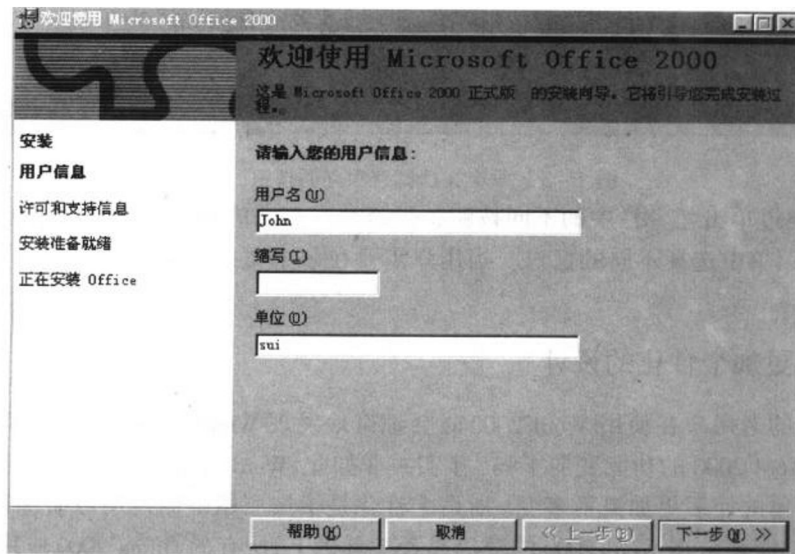 欢迎使用 Microsoft Office 2000
欢迎使用 Microsoft Office 2000
这是 Microsoft Office 2000 正式版 的安装向导，它将引导您完成安装过
程。
安装
用户信息
许可和支持信息
安装准备就绪
正在安装 Office
请输入您的用户信息：
用户名(U)
John
缩写(I)
单位(O)
sui
帮助(H)
取消
<< 上一步(B)
下一步(N) >>